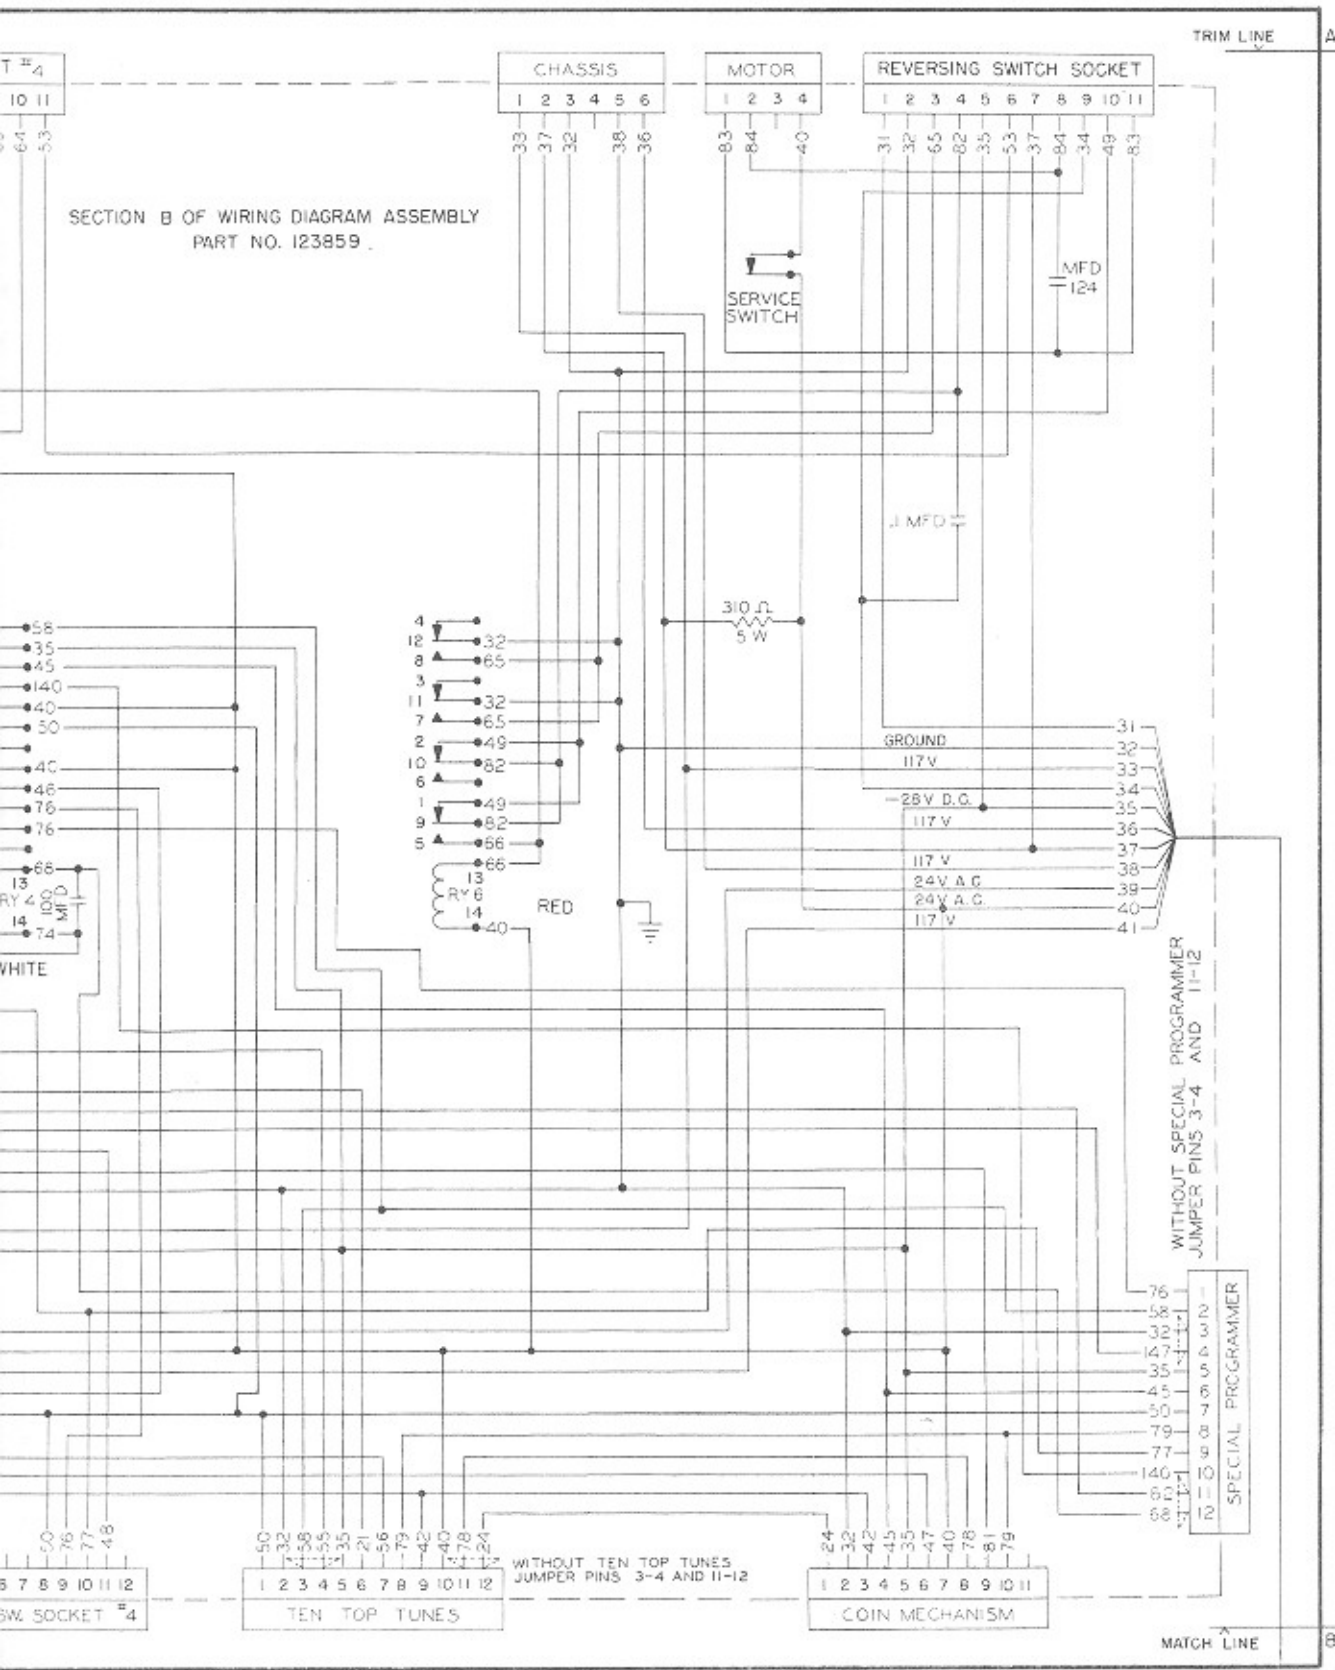 TRIM LINE
A
T #4
10 11
64
53
CHASSIS
1 2 3 4 5 6
33 37 32 38 36
MOTOR
1 2 3 4
83 84 40
REVERSING SWITCH SOCKET
1 2 3 4 5 6 7 8 9 10 11
31 32 65 82 35 53 37 84 34 49 83
SECTION B OF WIRING DIAGRAM ASSEMBLY
PART NO. 123859
SERVICE
SWITCH
MFD
124
.1 MFD
310 Ω
5 W
58
35
45
140
40
50
40
46
76
76
68
13
RY 4
100
MFD
14
74
WHITE
4
12 32
8 65
3
11 32
7 65
2 49
10 82
6
1 49
9 82
5 66
66
13
RY 6
14
40
RED
31
GROUND 32
117 V 33
34
-28V D.C. 35
117 V 36
37
117 V 38
24V A.C. 39
24V A.C. 40
117 V 41
WITHOUT SPECIAL PROGRAMMER
JUMPER PINS 3-4 AND 11-12
76 1
58 2
32 3
147 4
35 5
45 6
50 7
79 8
77 9
140 10
62 11
68 12
SPECIAL PROGRAMMER
50 76 77 48
6 7 8 9 10 11 12
SW. SOCKET #4
50 32 58 55 35 21 56 79 42 40 78 24
1 2 3 4 5 6 7 8 9 10 11 12
TEN TOP TUNES
WITHOUT TEN TOP TUNES
JUMPER PINS 3-4 AND 11-12
24 32 42 45 35 47 40 78 81 79
1 2 3 4 5 6 7 8 9 10 11
COIN MECHANISM
MATCH LINE
B